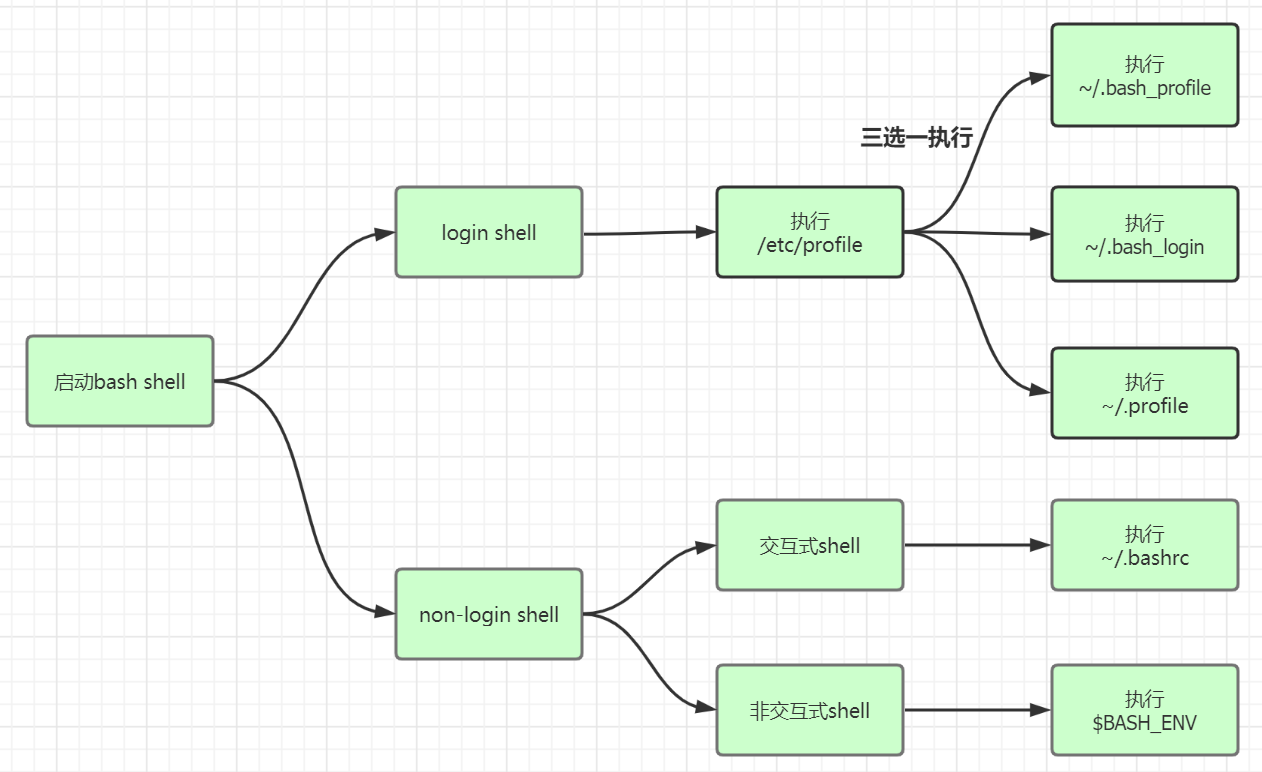 启动bash shell
login shell
执行
/etc/profile
三选一执行
执行
~/.bash_profile
执行
~/.bash_login
执行
~/.profile
non-login shell
交互式shell
执行
~/.bashrc
非交互式shell
执行
$BASH_ENV